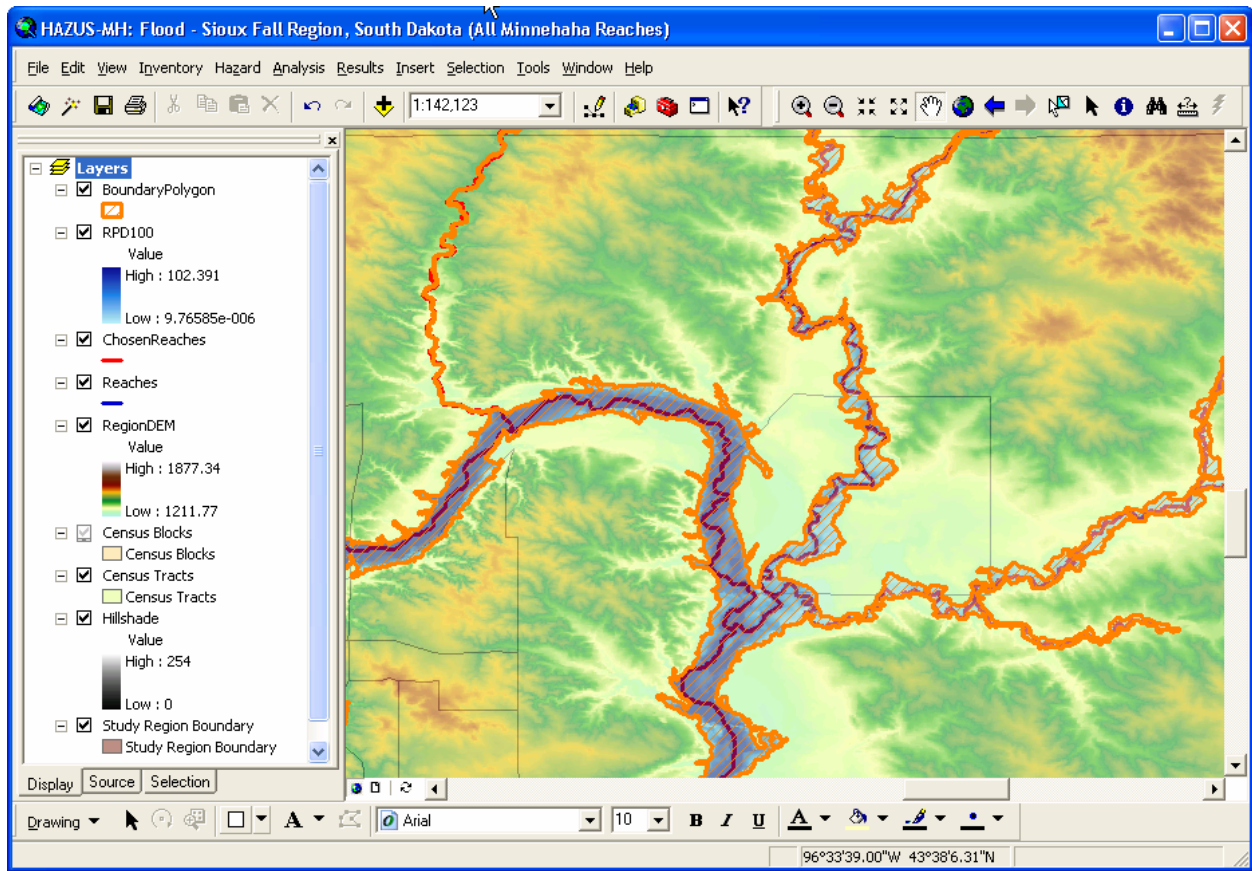 HAZUS-MH: Flood - Sioux Fall Region, South Dakota (All Minnehaha Reaches)
File Edit View Inventory Hazard Analysis Results Insert Selection Tools Window Help
1:142,123
Layers
BoundaryPolygon
RPD100
Value
High : 102.391
Low : 9.76585e-006
ChosenReaches
Reaches
RegionDEM
Value
High : 1877.34
Low : 1211.77
Census Blocks
Census Blocks
Census Tracts
Census Tracts
Hillshade
Value
High : 254
Low : 0
Study Region Boundary
Study Region Boundary
Display Source Selection
Drawing A Arial 10 B I U A
96°33'39.00"W 43°38'6.31"N